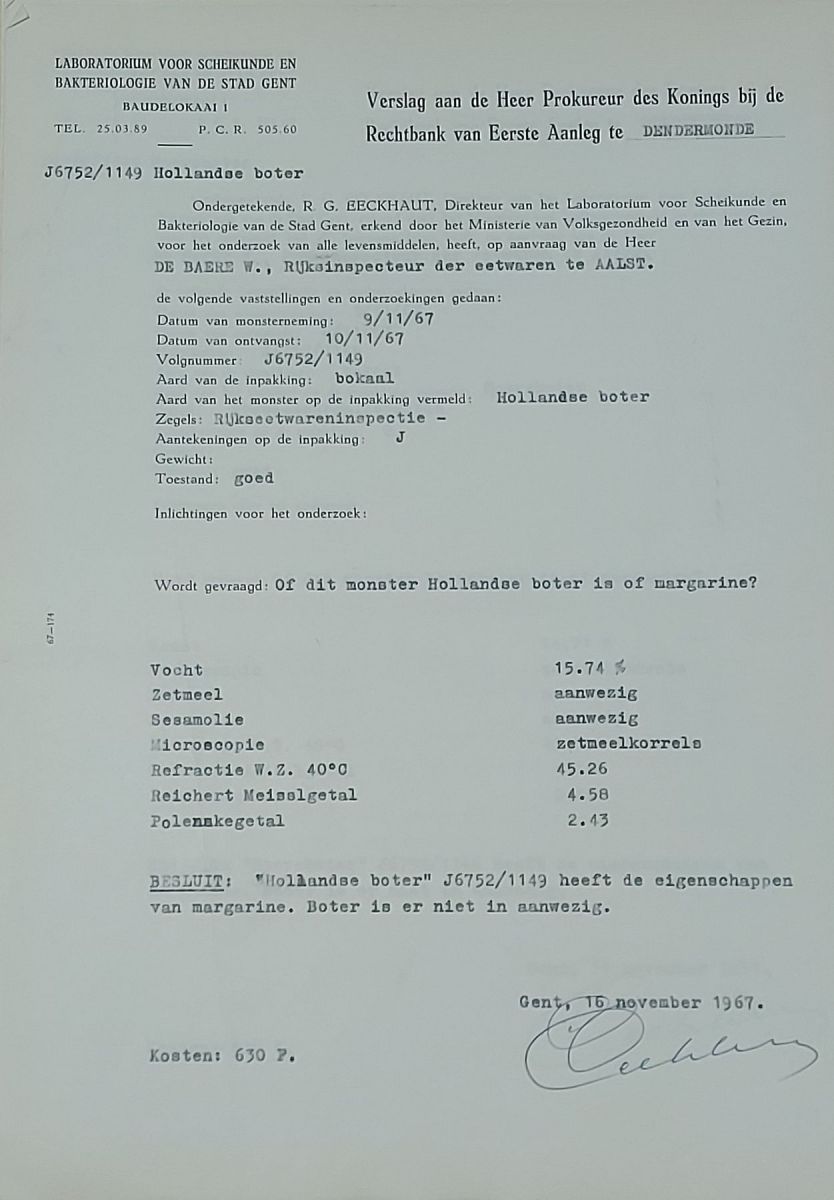 LABORATORIUM VOOR SCHEIKUNDE EN
BAKTERIOLOGIE VAN DE STAD GENT
BAUDELOKAAI 1
TEL. 25.03.89 P. C. R. 505.60
Verslag aan de Heer Prokureur des Konings bij de
Rechtbank van Eerste Aanleg te DENDERMONDE
J6752/1149 Hollandse boter
Ondergetekende, R. G. EECKHAUT, Direkteur van het Laboratorium voor Scheikunde en
Bakteriologie van de Stad Gent, erkend door het Ministerie van Volksgezondheid en van het Gezin,
voor het onderzoek van alle levensmiddelen, heeft, op aanvraag van de Heer
DE BAERE W., Rijksinspecteur der eetwaren te AALST.
de volgende vaststellingen en onderzoekingen gedaan:
Datum van monsterneming: 9/11/67
Datum van ontvangst: 10/11/67
Volgnummer: J6752/1149
Aard van de inpakking: bokaal
Aard van het monster op de inpakking vermeld: Hollandse boter
Zegels: Rijkseetwareninspectie -
Aantekeningen op de inpakking: J
Gewicht:
Toestand: goed
Inlichtingen voor het onderzoek:
Wordt gevraagd: Of dit monster Hollandse boter is of margarine?
67—174
Vocht 15.74 %
Zetmeel aanwezig
Sesamolie aanwezig
Microscopie zetmeelkorrels
Refractie W.Z. 40°C 45.26
Reichert Meisslgetal 4.58
Polenskegetal 2.43
BESLUIT: "Hollandse boter" J6752/1149 heeft de eigenschappen
van margarine. Boter is er niet in aanwezig.
Gent, 16 november 1967.
Kosten: 630 F.